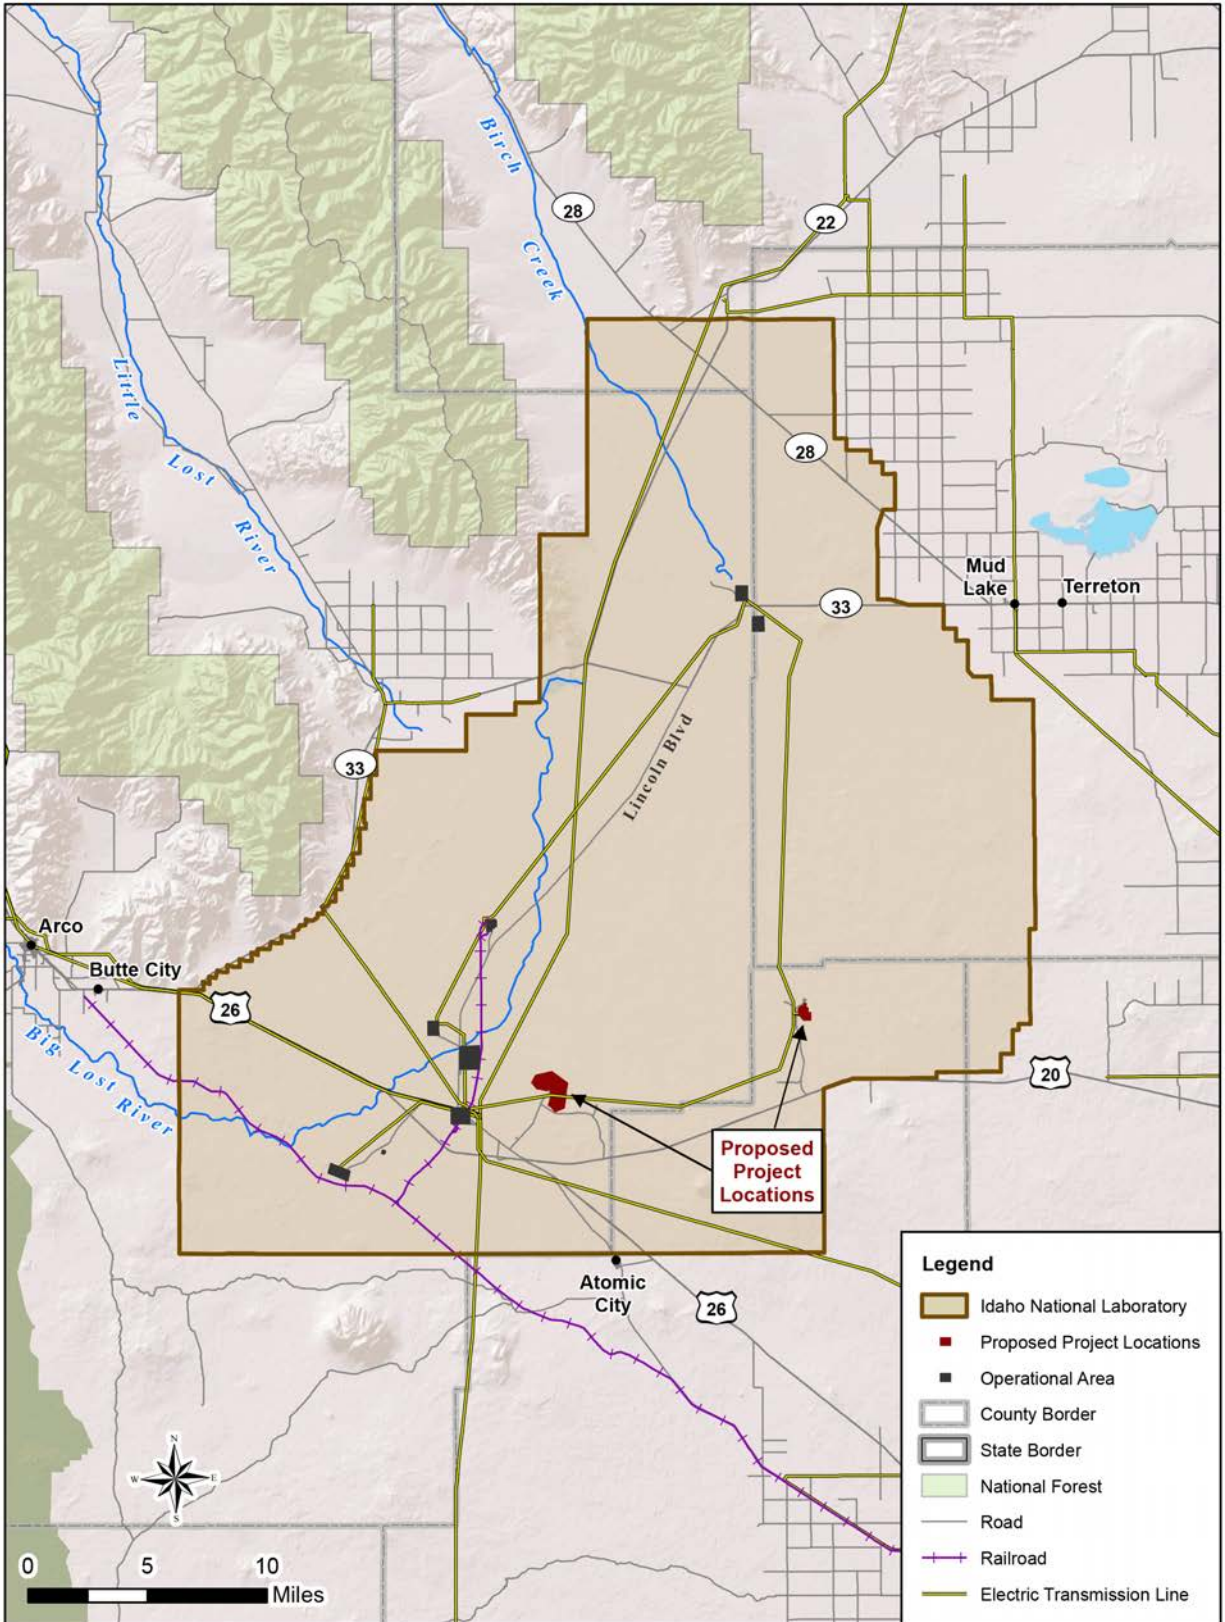 Birch
Creek
28
22
Little
Lost
River
28
Mud
Lake
Terreton
33
Lincoln Blvd
33
Arco
Butte City
26
Big Lost
River
20
Proposed
Project
Locations
Atomic
City
26
Legend
Idaho National Laboratory
Proposed Project Locations
Operational Area
County Border
State Border
National Forest
Road
Railroad
Electric Transmission Line
N
W
E
S
0 5 10
Miles